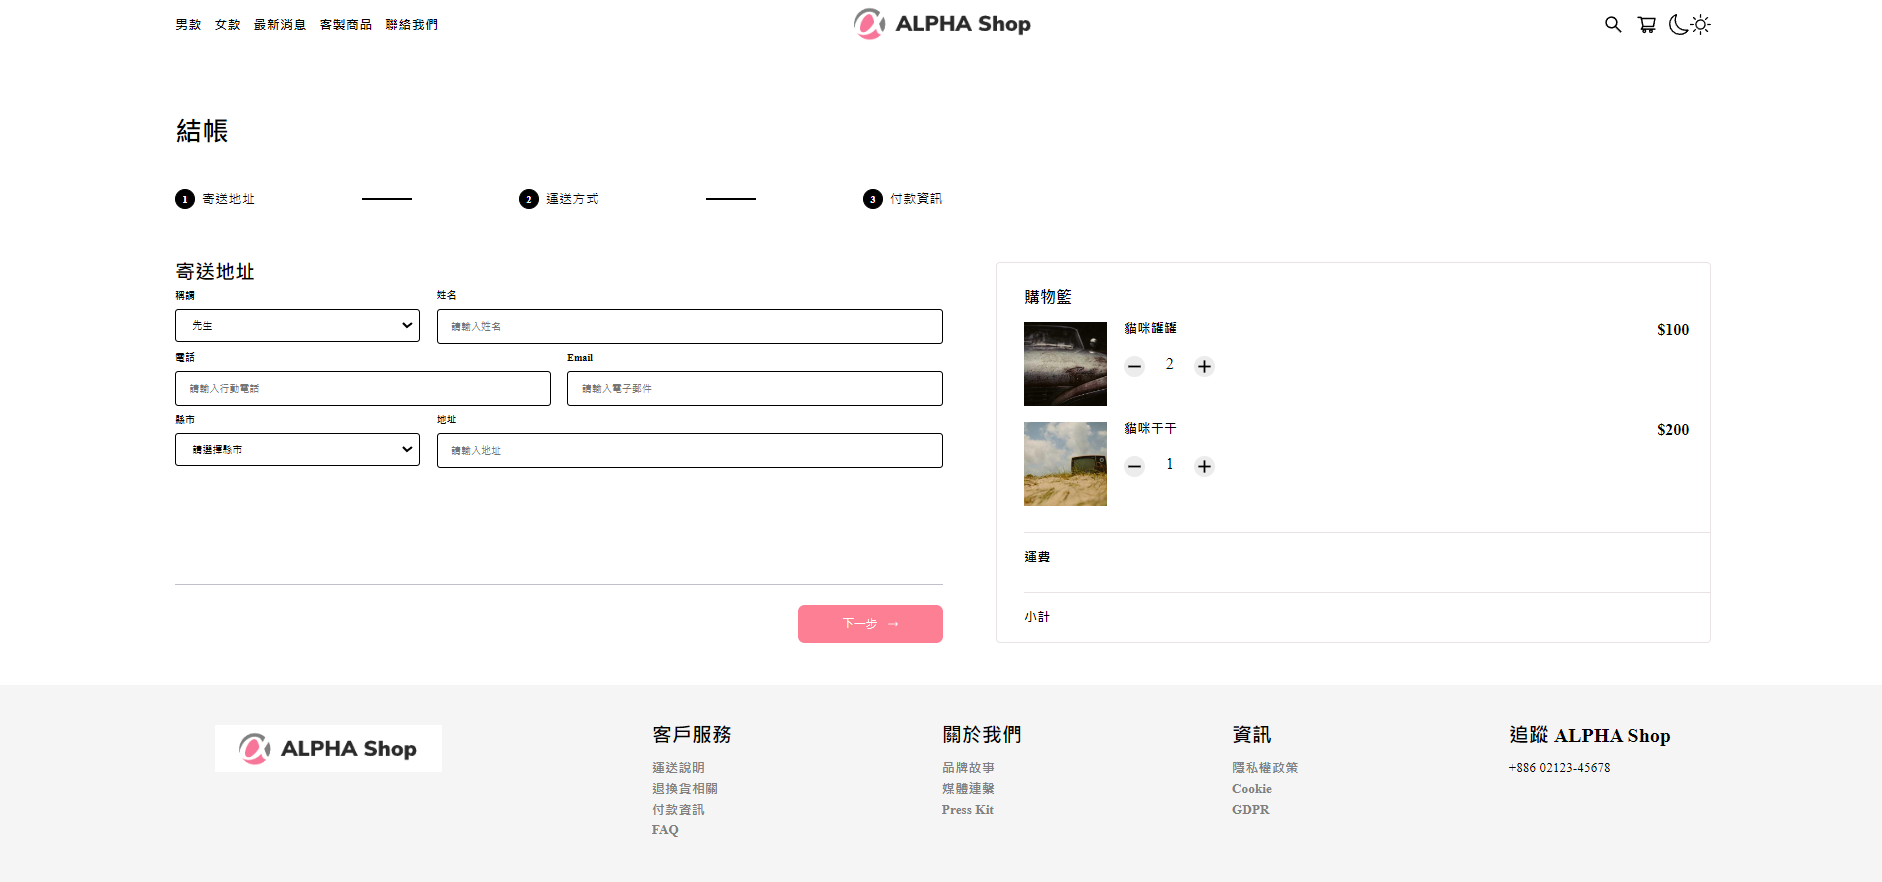 男款 女款 最新消息 客製商品 聯絡我們
ALPHA Shop
結帳
1 寄送地址
2 運送方式
3 付款資訊
寄送地址
稱謂
姓名
先生
請輸入姓名
電話
Email
請輸入行動電話
請輸入電子郵件
縣市
地址
請選擇縣市
請輸入地址
下一步 →
購物籃
貓咪罐罐
$100
2
貓咪干干
$200
1
運費
小計
ALPHA Shop
客戶服務
運送說明
退換貨相關
付款資訊
FAQ
關於我們
品牌故事
媒體連繫
Press Kit
資訊
隱私權政策
Cookie
GDPR
追蹤 ALPHA Shop
+886 02123-45678